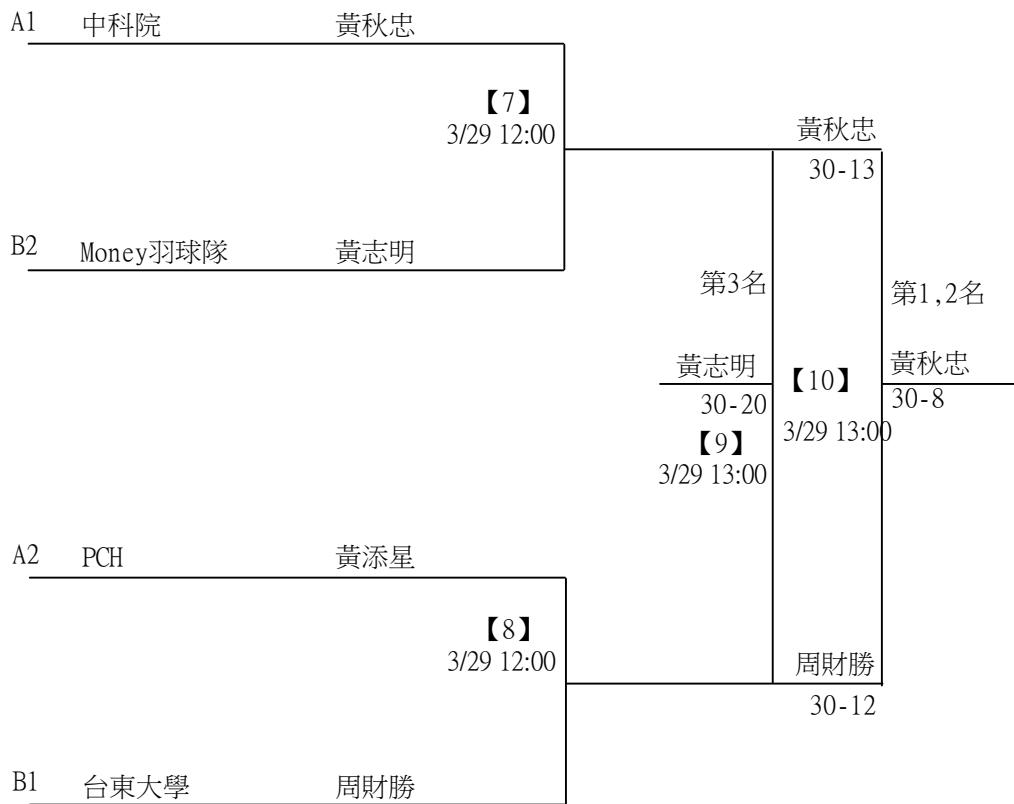 A1 中科院 黃秋忠
【7】
3/29 12:00
黃秋忠
30-13
B2 Money羽球隊 黃志明
第3名
第1,2名
黃志明
30-20
【9】
3/29 13:00
【10】
3/29 13:00
黃秋忠
30-8
A2 PCH 黃添星
【8】
3/29 12:00
周財勝
30-12
B1 台東大學 周財勝